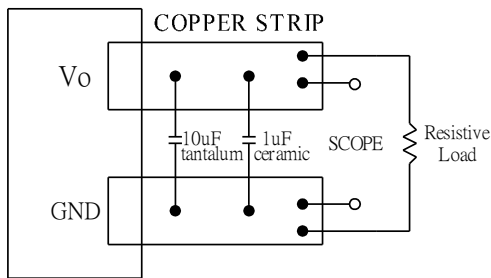 COPPER STRIP
Vo
10uF
tantalum
1uF
ceramic
SCOPE
Resistive
Load
GND